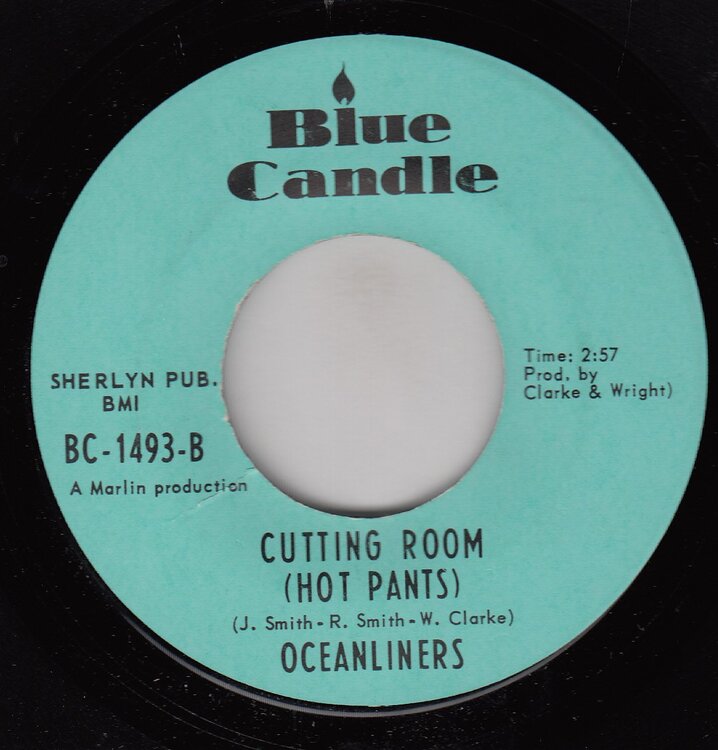 Blue
Candle
SHERLYN PUB.
BMI
BC-1493-B
A Marlin production
Time: 2:57
Prod. by
Clarke & Wright)
CUTTING ROOM
(HOT PANTS)
(J. Smith-R. Smith-W. Clarke)
OCEANLINERS